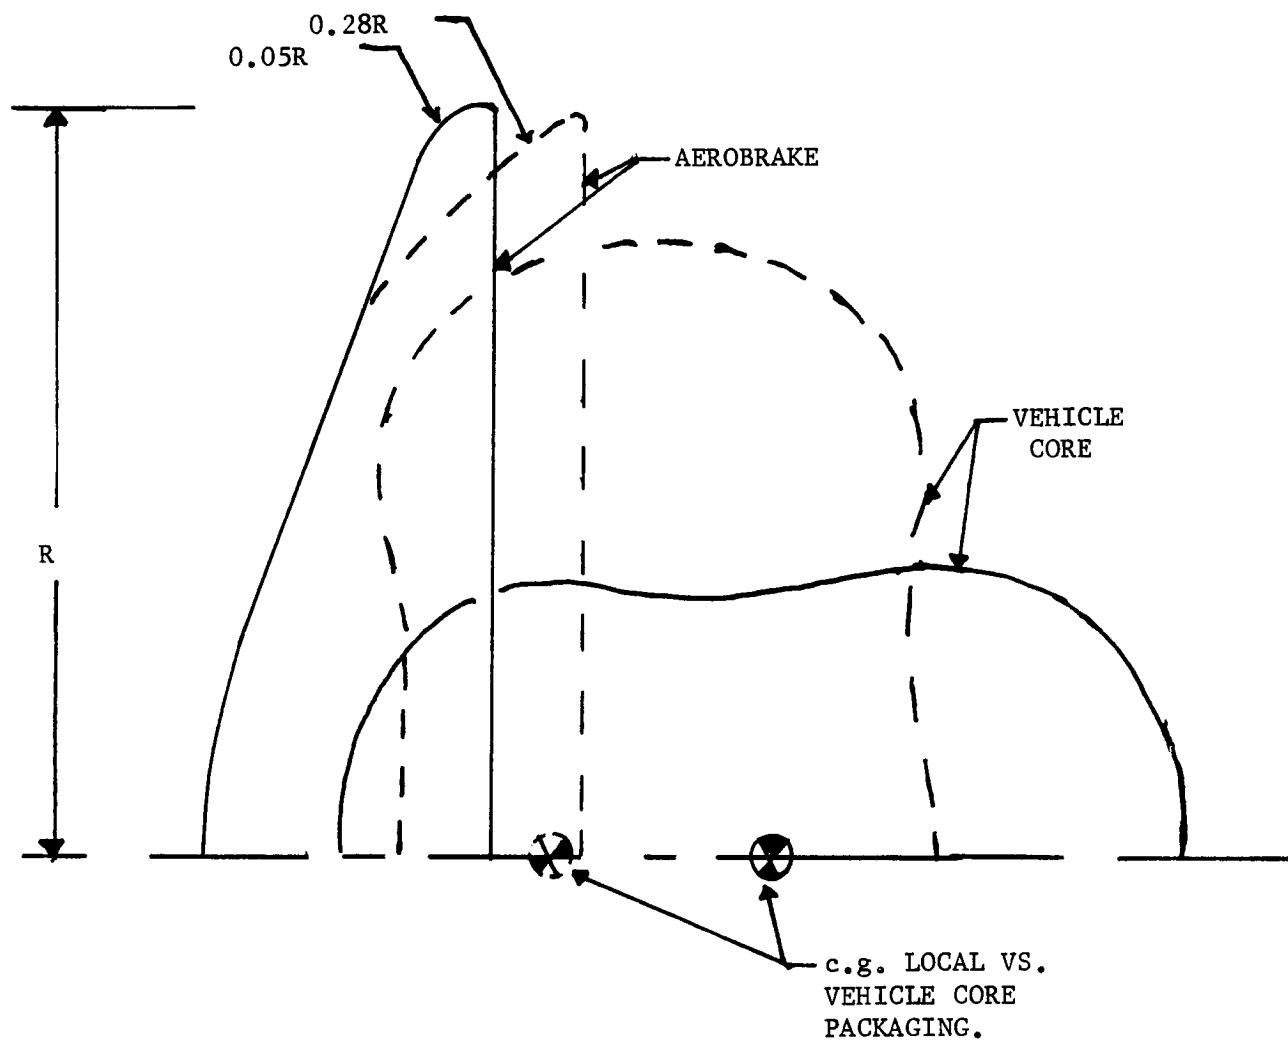 0.28R
0.05R
AEROBRAKE
VEHICLE
CORE
R
c.g. LOCAL VS.
VEHICLE CORE
PACKAGING.